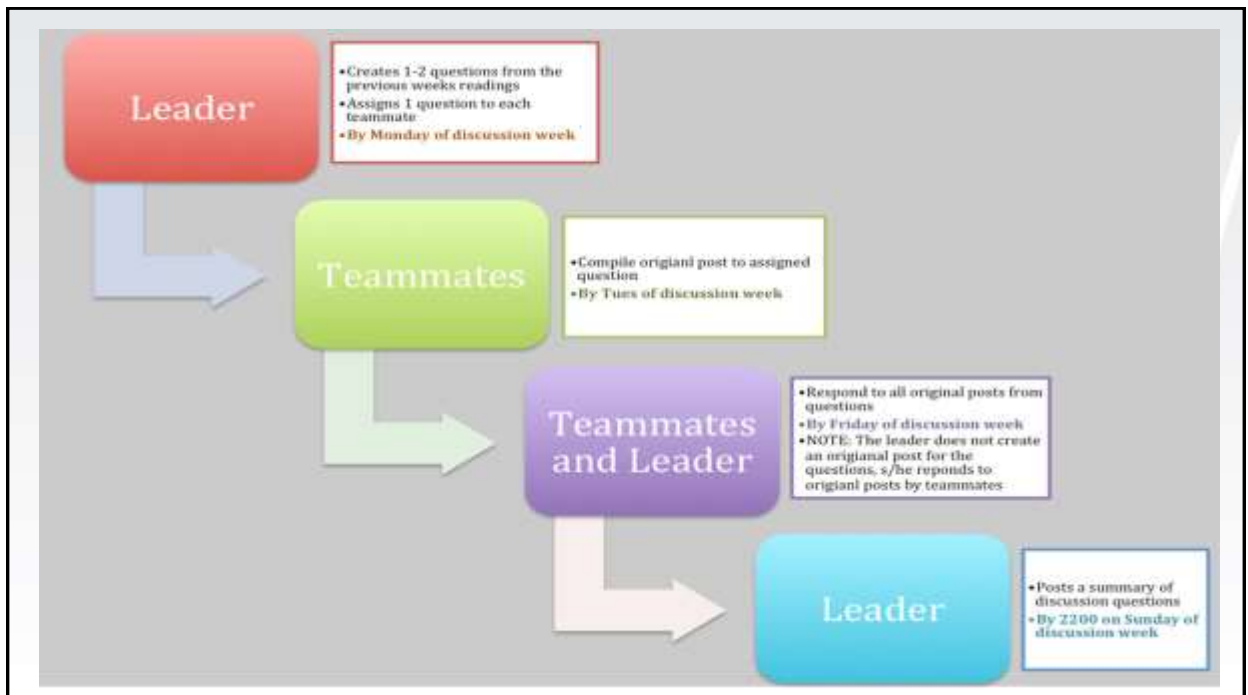 Leader
•Creates 1-2 questions from the
previous weeks readings
•Assigns 1 question to each
teammate
•By Monday of discussion week
Teammates
•Compile origianl post to assigned
question
•By Tues of discussion week
Teammates
and Leader
•Respond to all original posts from
questions
•By Friday of discussion week
•NOTE: The leader does not create
an origianal post for the
questions, s/he reponds to
origianl posts by teammates
Leader
•Posts a summary of
discussion questions
•By 2200 on Sunday of
discussion week